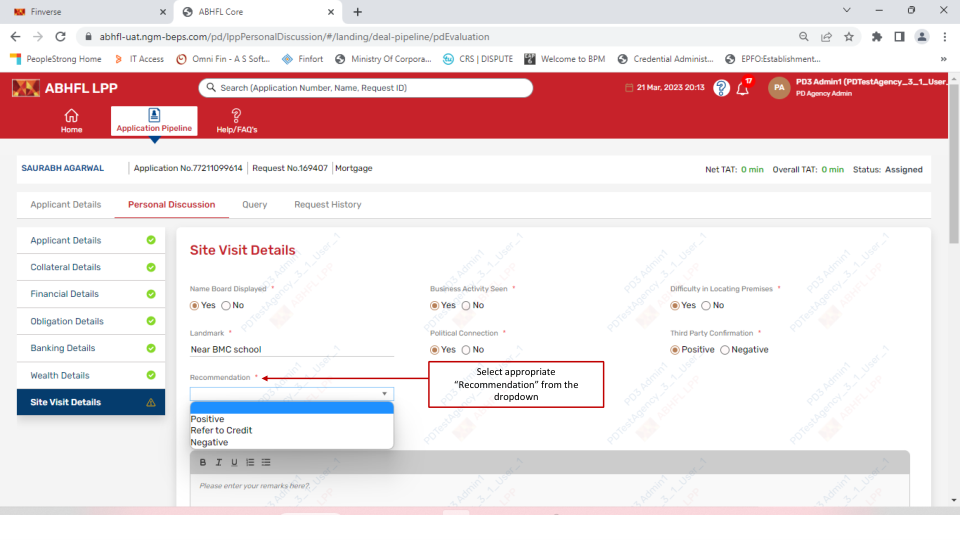 Finverse
ABHFL Core
abhfl-uat.ngm-beps.com/pd/lppPersonalDiscussion/#/landing/deal-pipeline/pdEvaluation
PeopleStrong Home
IT Access
Omni Fin - A S Soft...
Finfort
Ministry Of Corpora...
CRS | DISPUTE
Welcome to BPM
Credential Administ...
EPFO:Establishment...
ABHFL LPP
Search (Application Number, Name, Request ID)
21 Mar, 2023 20:13
17
PA
PD3 Admin1 (PDTestAgency_3_1_User_
PD Agency Admin
Home
Application Pipeline
Help/FAQ's
SAURABH AGARWAL
Application No.77211099614
Request No.169407
Mortgage
Net TAT: 0 min
Overall TAT: 0 min
Status: Assigned
Applicant Details
Personal Discussion
Query
Request History
Applicant Details
Collateral Details
Financial Details
Obligation Details
Banking Details
Wealth Details
Site Visit Details
Site Visit Details
Name Board Displayed *
Yes No
Business Activity Seen *
Yes No
Difficulty in Locating Premises *
Yes No
Landmark *
Near BMC school
Political Connection *
Yes No
Third Party Confirmation *
Positive Negative
Recommendation *
Select appropriate
"Recommendation" from the
dropdown
Positive
Refer to Credit
Negative
B I U
Please enter your remarks here?